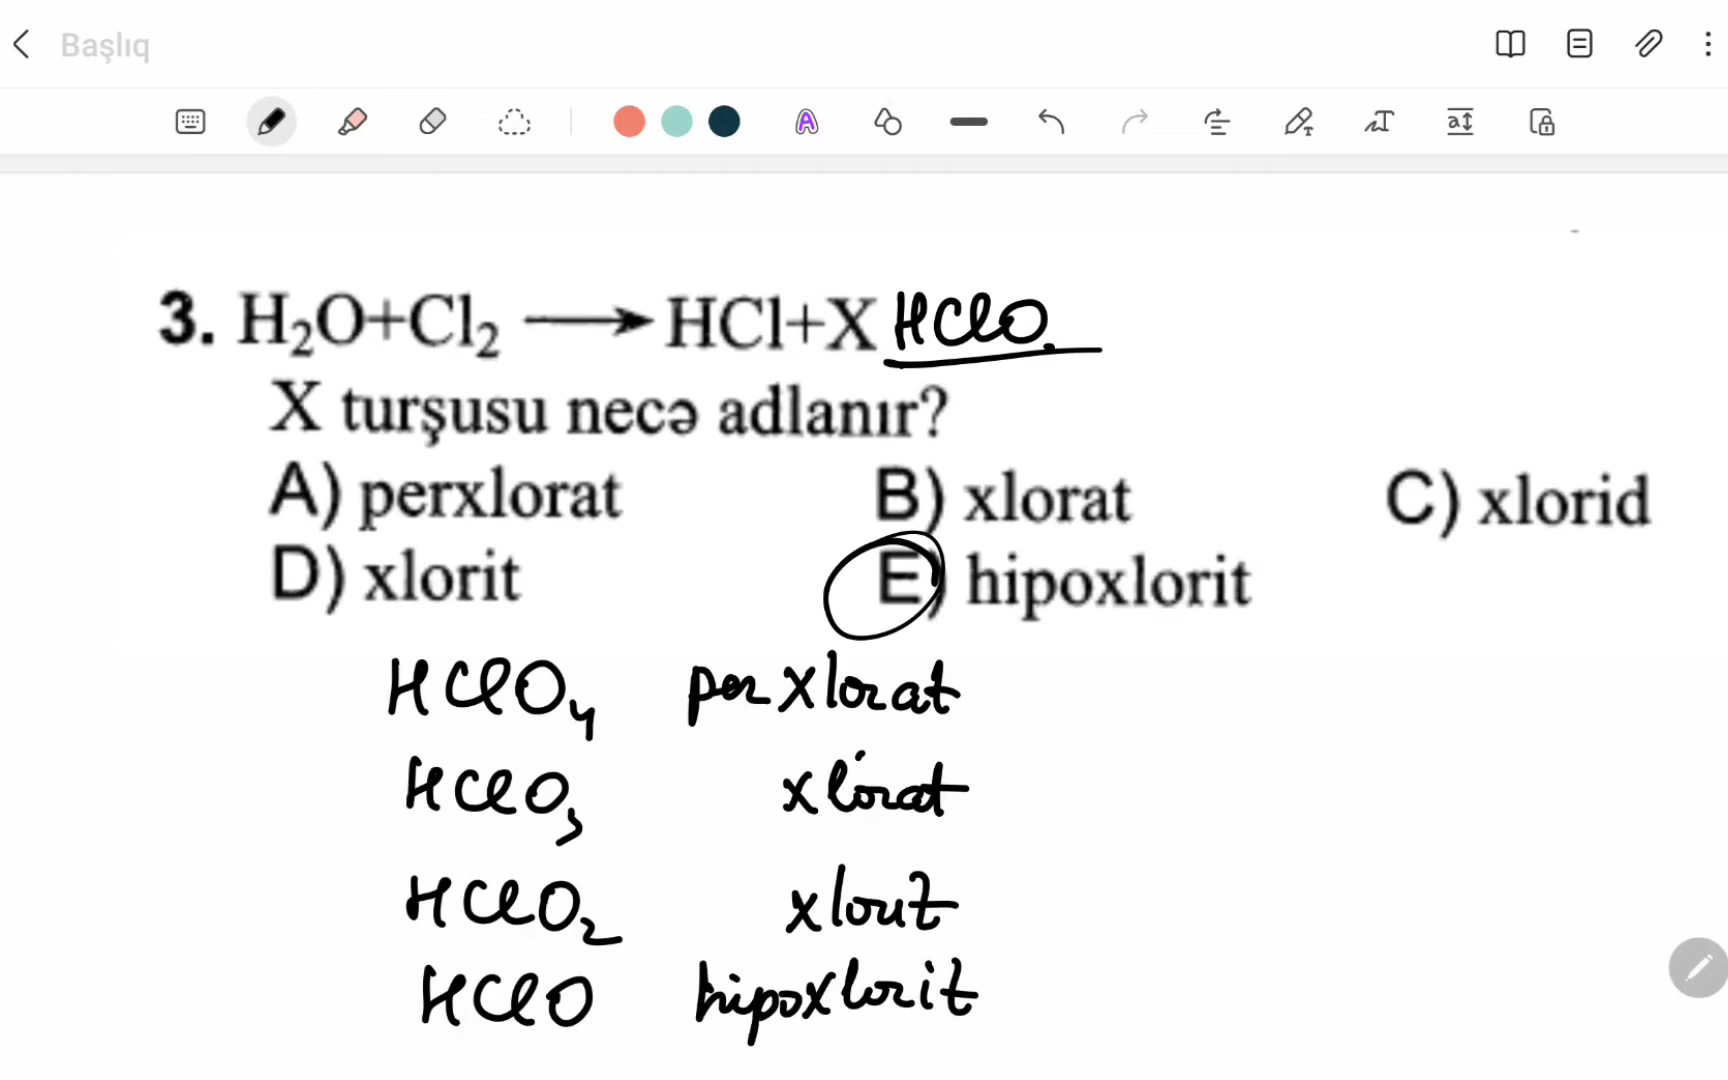 Başlıq
3. H₂O+Cl₂ ⟶ HCl+X HClO
X turşusu necə adlanır?
A) perxlorat B) xlorat C) xlorid
D) xlorit E) hipoxlorit
HClO₄ perxlorat
HClO₃ xlorat
HClO₂ xlorit
HClO hipoxlorit